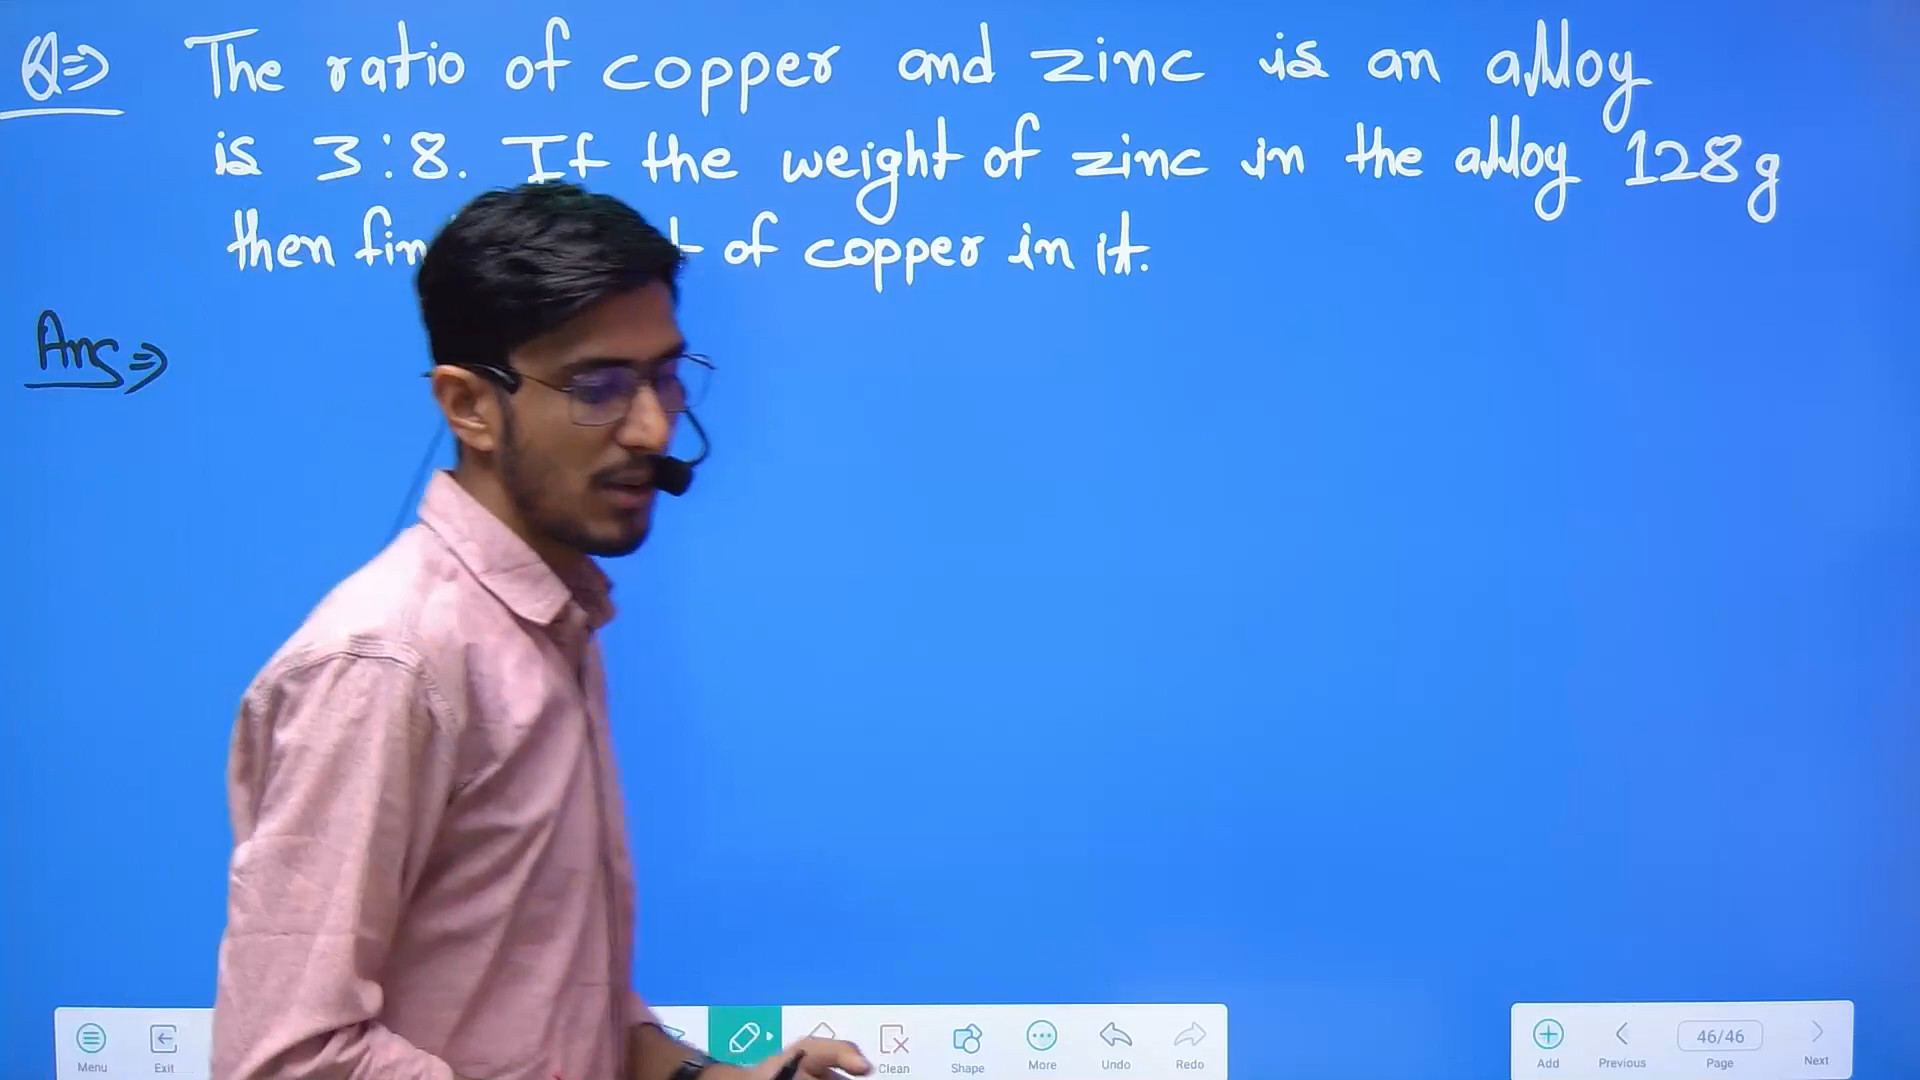 Q⇒ The ratio of copper and zinc is an alloy
is 3:8. If the weight of zinc in the alloy 128g
then of copper in it.
Ans⇒
Menu Exit Clean Shape More Undo Redo
Add Previous 46/46 Page Next